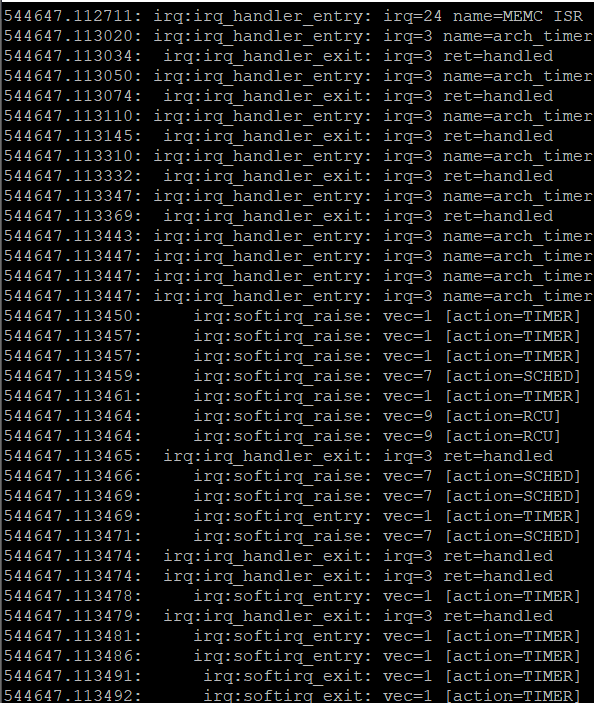 544647.112711: irq:irq_handler_entry: irq=24 name=MEMC ISR
544647.113020: irq:irq_handler_entry: irq=3 name=arch_timer
544647.113034: irq:irq_handler_exit: irq=3 ret=handled
544647.113050: irq:irq_handler_entry: irq=3 name=arch_timer
544647.113074: irq:irq_handler_exit: irq=3 ret=handled
544647.113110: irq:irq_handler_entry: irq=3 name=arch_timer
544647.113145: irq:irq_handler_exit: irq=3 ret=handled
544647.113310: irq:irq_handler_entry: irq=3 name=arch_timer
544647.113332: irq:irq_handler_exit: irq=3 ret=handled
544647.113347: irq:irq_handler_entry: irq=3 name=arch_timer
544647.113369: irq:irq_handler_exit: irq=3 ret=handled
544647.113443: irq:irq_handler_entry: irq=3 name=arch_timer
544647.113447: irq:irq_handler_entry: irq=3 name=arch_timer
544647.113447: irq:irq_handler_entry: irq=3 name=arch_timer
544647.113447: irq:irq_handler_entry: irq=3 name=arch_timer
544647.113450: irq:softirq_raise: vec=1 [action=TIMER]
544647.113457: irq:softirq_raise: vec=1 [action=TIMER]
544647.113457: irq:softirq_raise: vec=1 [action=TIMER]
544647.113459: irq:softirq_raise: vec=7 [action=SCHED]
544647.113461: irq:softirq_raise: vec=1 [action=TIMER]
544647.113464: irq:softirq_raise: vec=9 [action=RCU]
544647.113464: irq:softirq_raise: vec=9 [action=RCU]
544647.113465: irq:irq_handler_exit: irq=3 ret=handled
544647.113466: irq:softirq_raise: vec=7 [action=SCHED]
544647.113469: irq:softirq_raise: vec=7 [action=SCHED]
544647.113469: irq:softirq_entry: vec=1 [action=TIMER]
544647.113471: irq:softirq_raise: vec=7 [action=SCHED]
544647.113474: irq:irq_handler_exit: irq=3 ret=handled
544647.113474: irq:irq_handler_exit: irq=3 ret=handled
544647.113478: irq:softirq_entry: vec=1 [action=TIMER]
544647.113479: irq:irq_handler_exit: irq=3 ret=handled
544647.113481: irq:softirq_entry: vec=1 [action=TIMER]
544647.113486: irq:softirq_entry: vec=1 [action=TIMER]
544647.113491: irq:softirq_exit: vec=1 [action=TIMER]
544647.113492: irq:softirq_exit: vec=1 [action=TIMER]